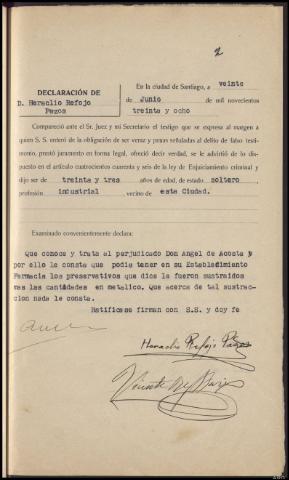 2
En la ciudad de Santiago, a veinte
DECLARACIÓN DE
de Junio de mil novecientos
D. Heraclio Refojo
treinta y ocho
Pazos
Compareció ante el Sr. Juez y mi Secretario el testigo que se expresa al margen a
quien S. S. enteró de la obligación de ser veraz y penas señaladas al delito de falso testi-
monio, prestó juramento en forma legal, ofreció decir verdad, se le advirtió de lo dis-
puesto en el artículo cuatrocientos cuarenta y seis de la ley de Enjuiciamiento criminal y
dijo ser de treinta y tres años de edad, de estado soltero
profesión industrial vecino de esta Ciudad.
Examinado convenientemente declara:
Que conoce y trata al perjudicado Don Angel de Acosta y
por ello le consta que podia tener en su Establecimiento
Farmacia los preservativos que dice le fueron sustraidos
mas las cantidades en metalico. Que acerca de tal sustrac-
cion nada le consta.
Ratificase firman con S.S. y doy fe
Heraclio Refojo Pazos